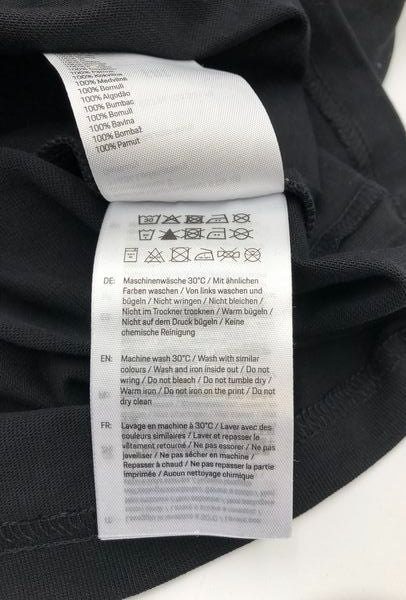 100% Pamut
100% Kokvilna
100% Medvilnė
100% Bomull
100% Algodão
100% Bumbac
100% Bomull
100% Bavlna
100% Bombaž
100% Pamut
30
DE: Maschinenwäsche 30°C / Mit ähnlichen
Farben waschen / Von links waschen und
bügeln / Nicht wringen / Nicht bleichen /
Nicht im Trockner trocknen / Warm bügeln /
Nicht auf dem Druck bügeln / Keine
chemische Reinigung
EN: Machine wash 30°C / Wash with similar
colours / Wash and iron inside out / Do not
wring / Do not bleach / Do not tumble dry /
Warm iron / Do not iron on the print / Do not
dry clean
FR: Lavage en machine à 30°C / Laver avec des
couleurs similaires / Laver et repasser le
vêtement retourné / Ne pas essorer / Ne pas
javelliser / Ne pas sécher en machine /
Repasser à chaud / Ne pas repasser la partie
imprimée / Aucun nettoyage chimique